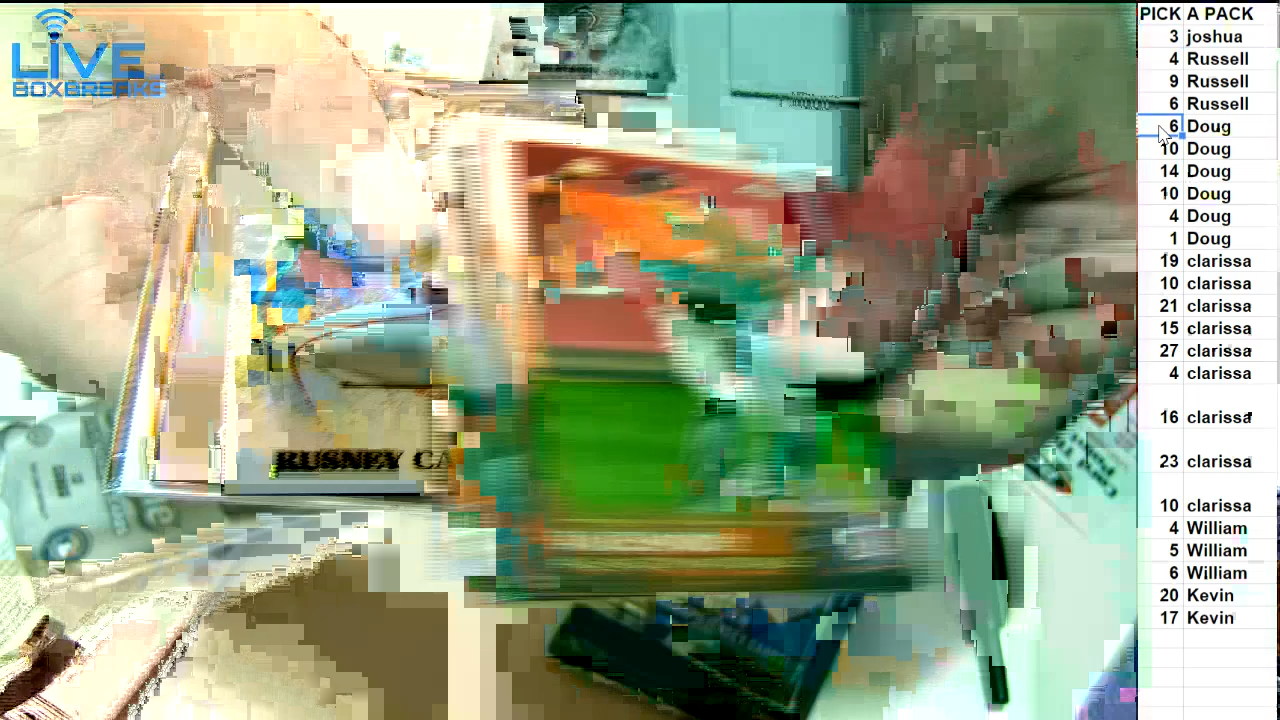 LIVE
BOXBREAKS
RUSNEY CA
PICK A PACK
3 joshua
4 Russell
9 Russell
6 Russell
6 Doug
10 Doug
14 Doug
10 Doug
4 Doug
1 Doug
19 clarissa
10 clarissa
21 clarissa
15 clarissa
27 clarissa
4 clarissa
16 clarissa
23 clarissa
10 clarissa
4 William
5 William
6 William
20 Kevin
17 Kevin